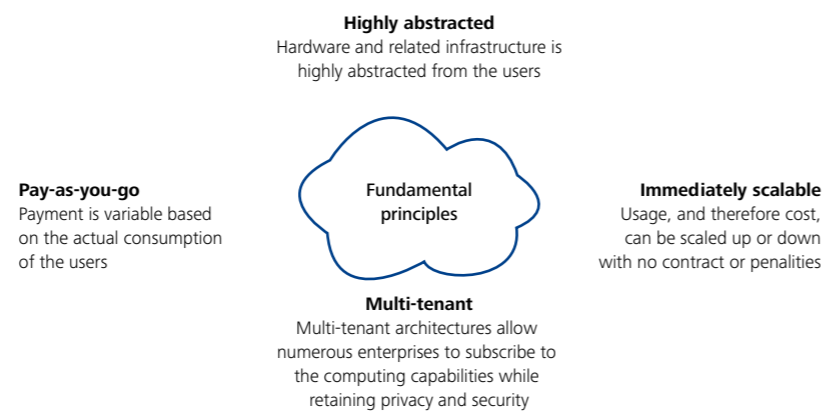 Highly abstracted
Hardware and related infrastructure is
highly abstracted from the users
Fundamental
principles
Pay-as-you-go
Payment is variable based
on the actual consumption
of the users
Immediately scalable
Usage, and therefore cost,
can be scaled up or down
with no contract or penalities
Multi-tenant
Multi-tenant architectures allow
numerous enterprises to subscribe to
the computing capabilities while
retaining privacy and security